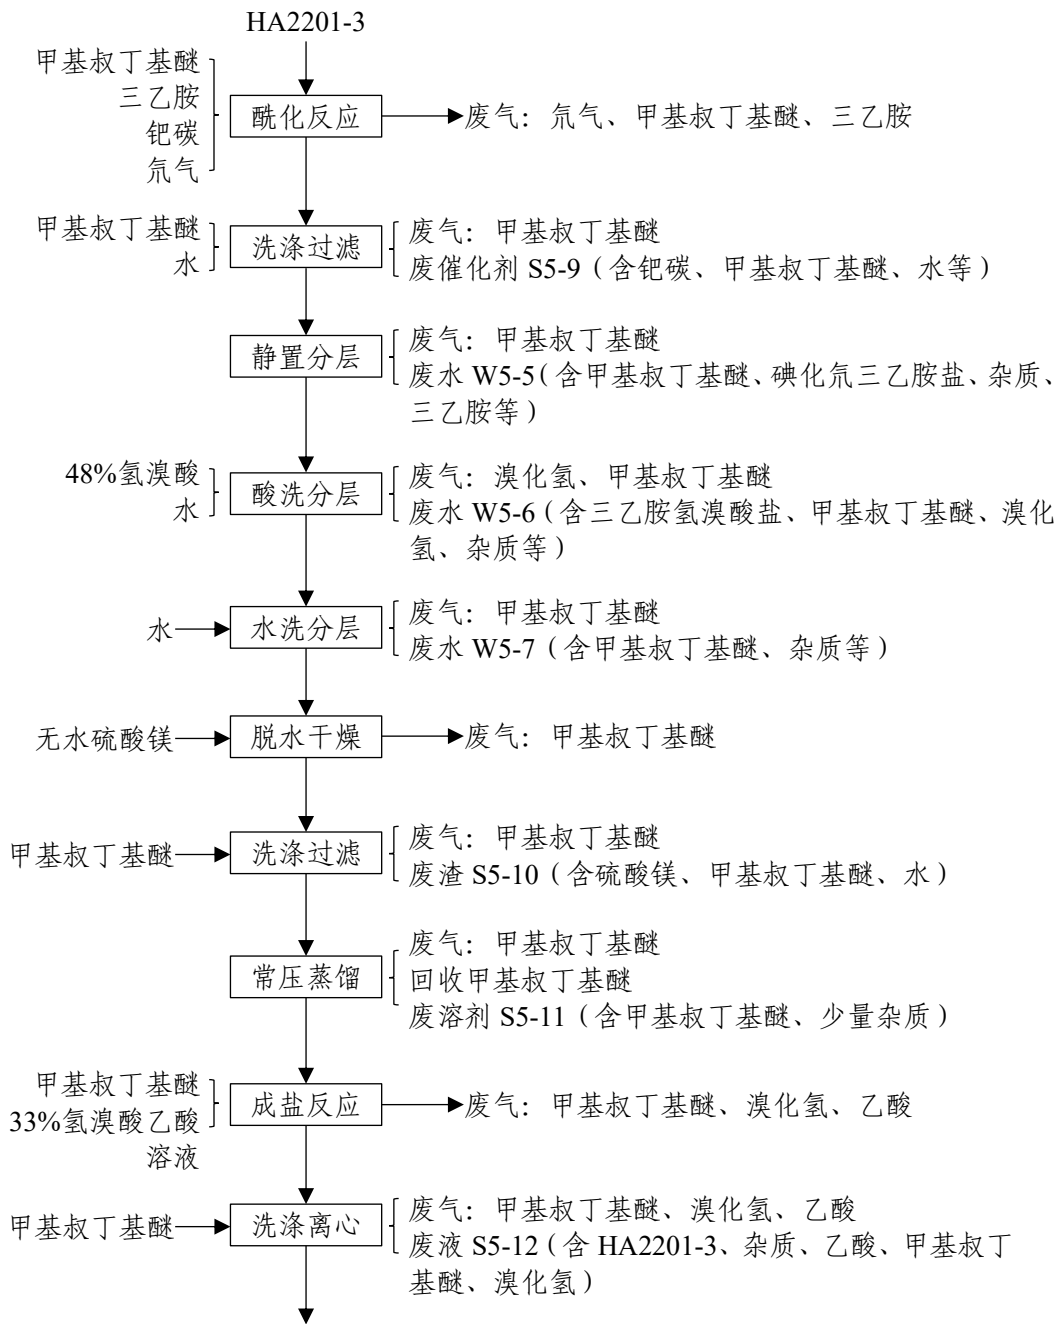 HA2201-3
甲基叔丁基醚
三乙胺
钯碳
氘气
酰化反应
废气：氘气、甲基叔丁基醚、三乙胺
甲基叔丁基醚
水
洗涤过滤
废气：甲基叔丁基醚
废催化剂 S5-9（含钯碳、甲基叔丁基醚、水等）
静置分层
废气：甲基叔丁基醚
废水 W5-5（含甲基叔丁基醚、碘化氘三乙胺盐、杂质、
三乙胺等）
48%氢溴酸
水
酸洗分层
废气：溴化氢、甲基叔丁基醚
废水 W5-6（含三乙胺氢溴酸盐、甲基叔丁基醚、溴化
氢、杂质等）
水
水洗分层
废气：甲基叔丁基醚
废水 W5-7（含甲基叔丁基醚、杂质等）
无水硫酸镁
脱水干燥
废气：甲基叔丁基醚
甲基叔丁基醚
洗涤过滤
废气：甲基叔丁基醚
废渣 S5-10（含硫酸镁、甲基叔丁基醚、水）
常压蒸馏
废气：甲基叔丁基醚
回收甲基叔丁基醚
废溶剂 S5-11（含甲基叔丁基醚、少量杂质）
甲基叔丁基醚
33%氢溴酸乙酸
溶液
成盐反应
废气：甲基叔丁基醚、溴化氢、乙酸
甲基叔丁基醚
洗涤离心
废气：甲基叔丁基醚、溴化氢、乙酸
废液 S5-12（含 HA2201-3、杂质、乙酸、甲基叔丁
基醚、溴化氢）